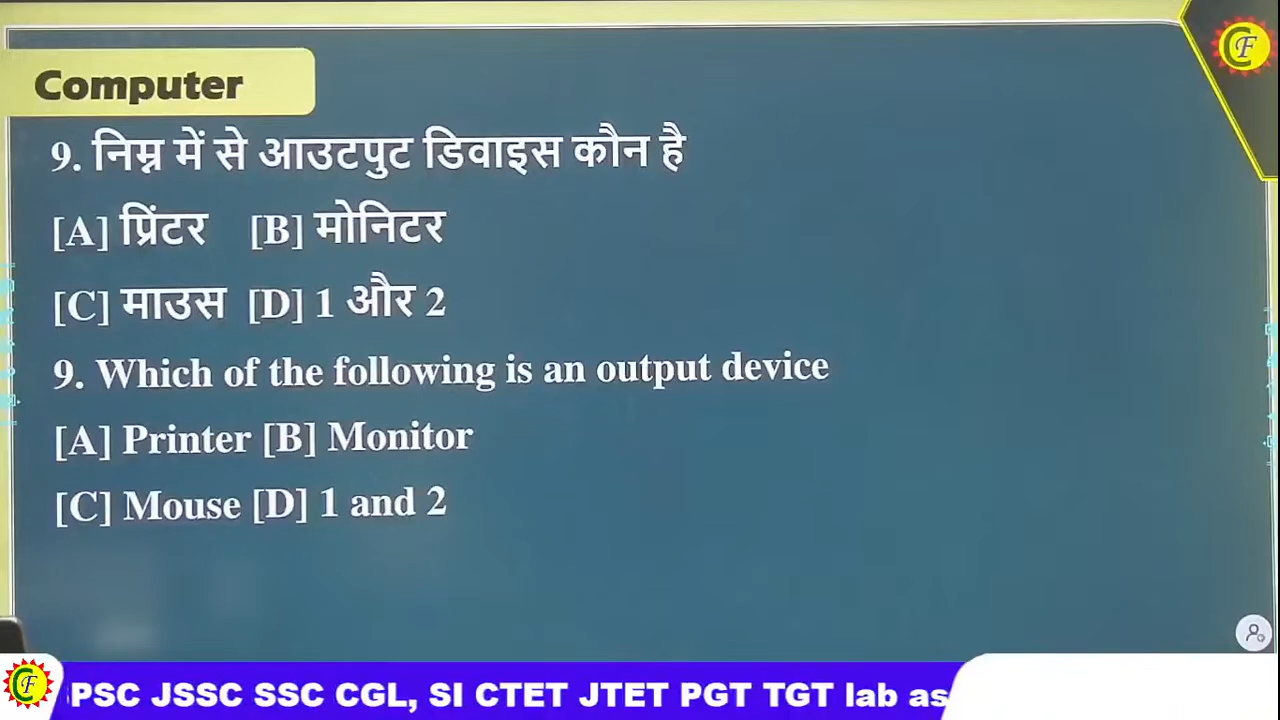 Computer
9. निम्न में से आउटपुट डिवाइस कौन है
[A] प्रिंटर [B] मोनिटर
[C] माउस [D] 1 और 2
9. Which of the following is an output device
[A] Printer [B] Monitor
[C] Mouse [D] 1 and 2
PSC JSSC SSC CGL, SI CTET JTET PGT TGT lab as